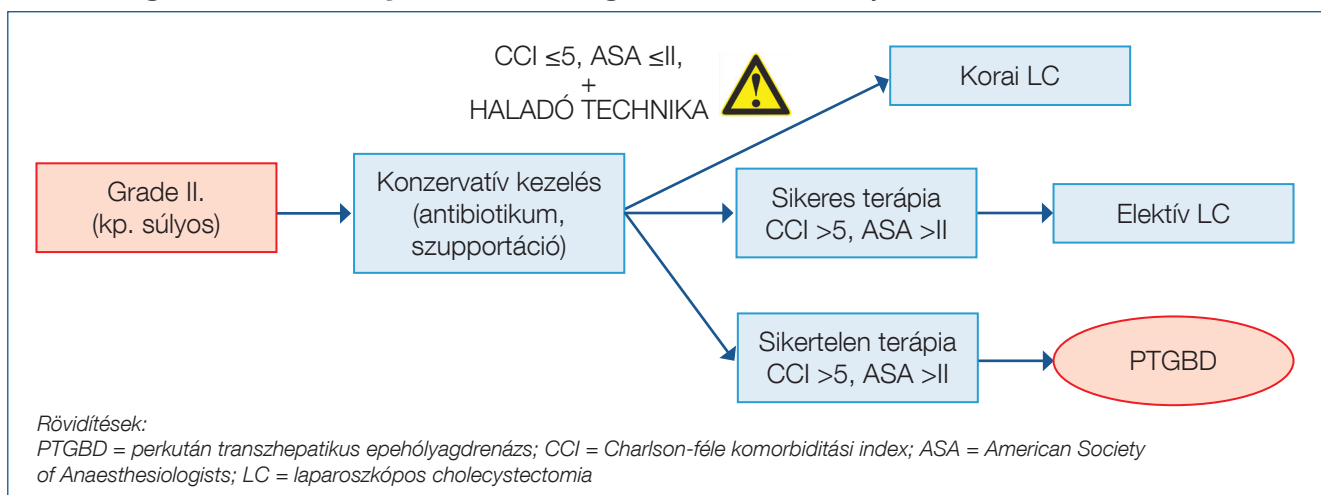 CCI ≤5, ASA ≤II,
+
HALADÓ TECHNIKA
Korai LC
Grade II.
(kp. súlyos)
Konzervatív kezelés
(antibiotikum,
szupportáció)
Sikeres terápia
CCI >5, ASA >II
Elektív LC
Sikertelen terápia
CCI >5, ASA >II
PTGBD
Rövidítések:
PTGBD = perkután transzhepatikus epehólyagdrenázs; CCI = Charlson-féle komorbiditási index; ASA = American Society
of Anaesthesiologists; LC = laparoszkópos cholecystectomia